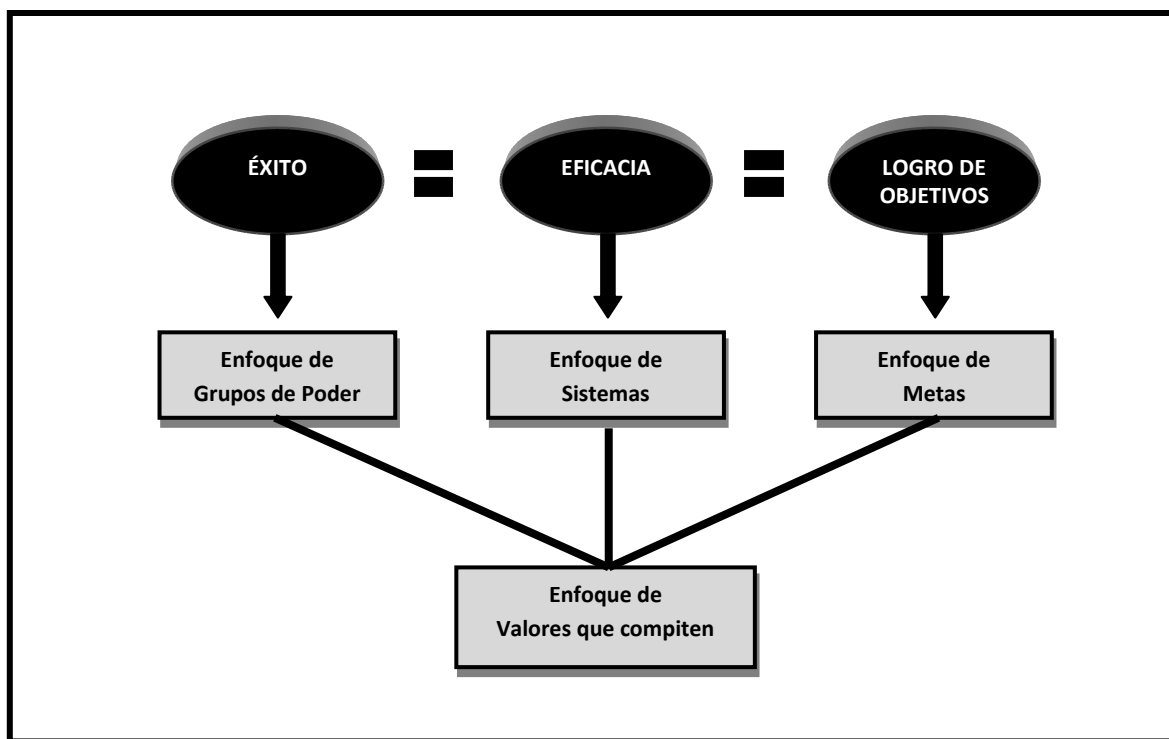 ÉXITO
EFICACIA
LOGRO DE
OBJETIVOS
Enfoque de
Grupos de Poder
Enfoque de
Sistemas
Enfoque de
Metas
Enfoque de
Valores que compiten